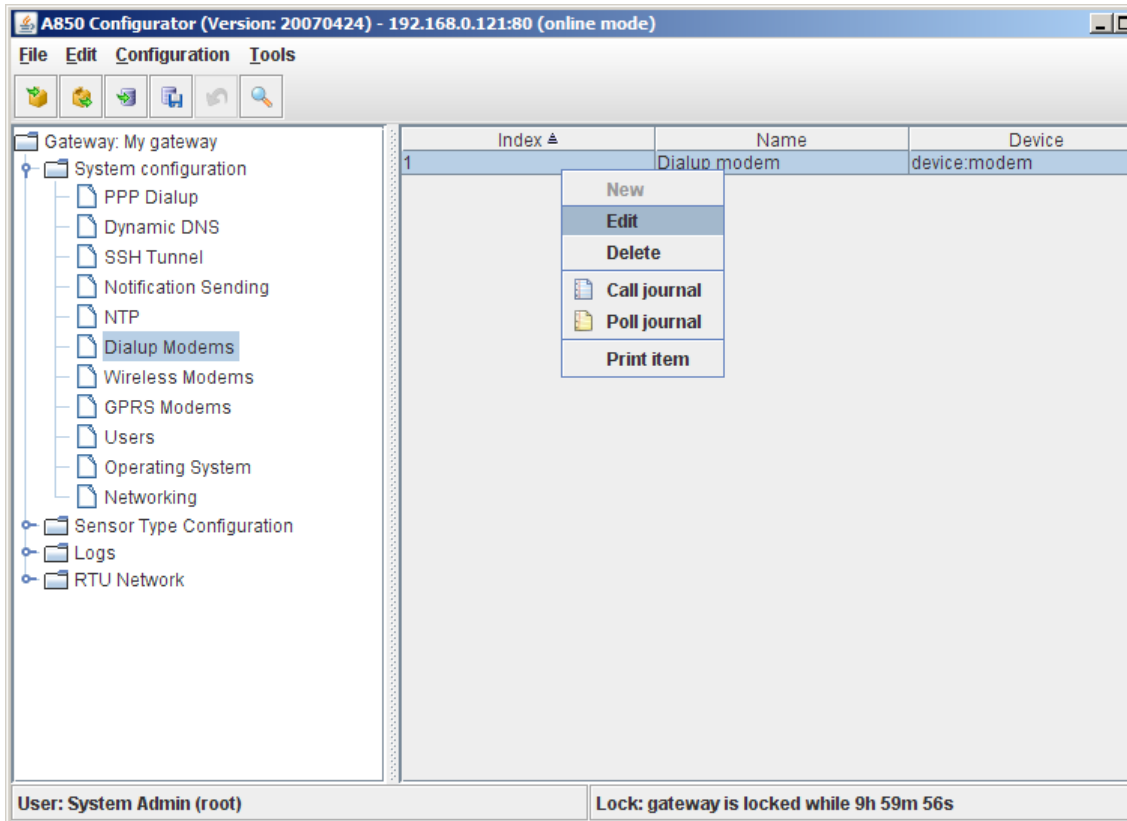 A850 Configurator (Version: 20070424) - 192.168.0.121:80 (online mode)
File Edit Configuration Tools
Gateway: My gateway
System configuration
PPP Dialup
Dynamic DNS
SSH Tunnel
Notification Sending
NTP
Dialup Modems
Wireless Modems
GPRS Modems
Users
Operating System
Networking
Sensor Type Configuration
Logs
RTU Network
Index Name Device
1 Dialup modem device:modem
New
Edit
Delete
Call journal
Poll journal
Print item
User: System Admin (root)
Lock: gateway is locked while 9h 59m 56s